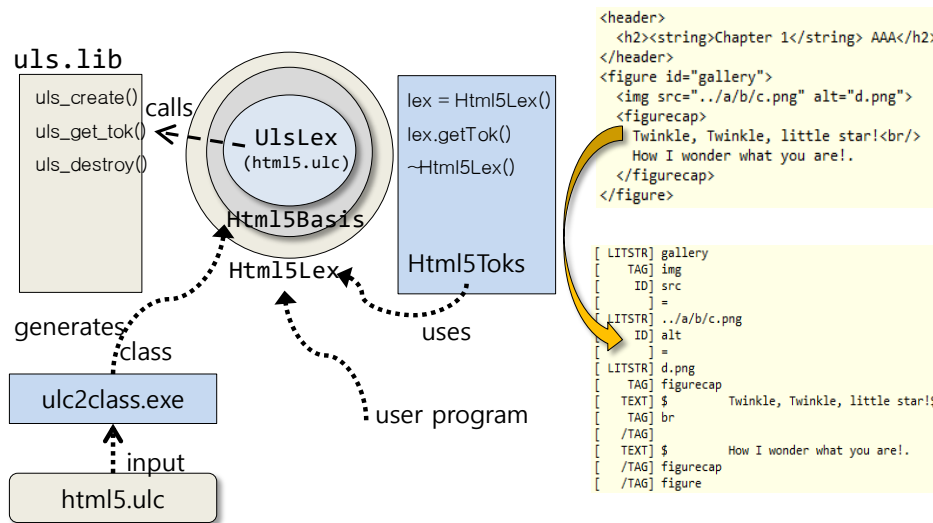 uls.lib
uls_create()
uls_get_tok()
uls_destroy()
calls
UlsLex
(html5.ulc)
Html5Basis
Html5Lex
lex = Html5Lex()
lex.getTok()
~Html5Lex()
Html5Toks
uses
generates
class
ulc2class.exe
input
html5.ulc
user program
<header>
<h2><string>Chapter 1</string> AAA</h2>
</header>
<figure id="gallery">
<img src="../a/b/c.png" alt="d.png">
<figurecap>
Twinkle, Twinkle, little star!<br/>
How I wonder what you are!.
</figurecap>
</figure>
[ LITSTR] gallery
[ TAG] img
[ ID] src
[ ] =
[ LITSTR] ../a/b/c.png
[ ID] alt
[ ] =
[ LITSTR] d.png
[ TAG] figurecap
[ TEXT] $ Twinkle, Twinkle, little star!$
[ TAG] br
[ /TAG]
[ TEXT] $ How I wonder what you are!.
[ /TAG] figurecap
[ /TAG] figure